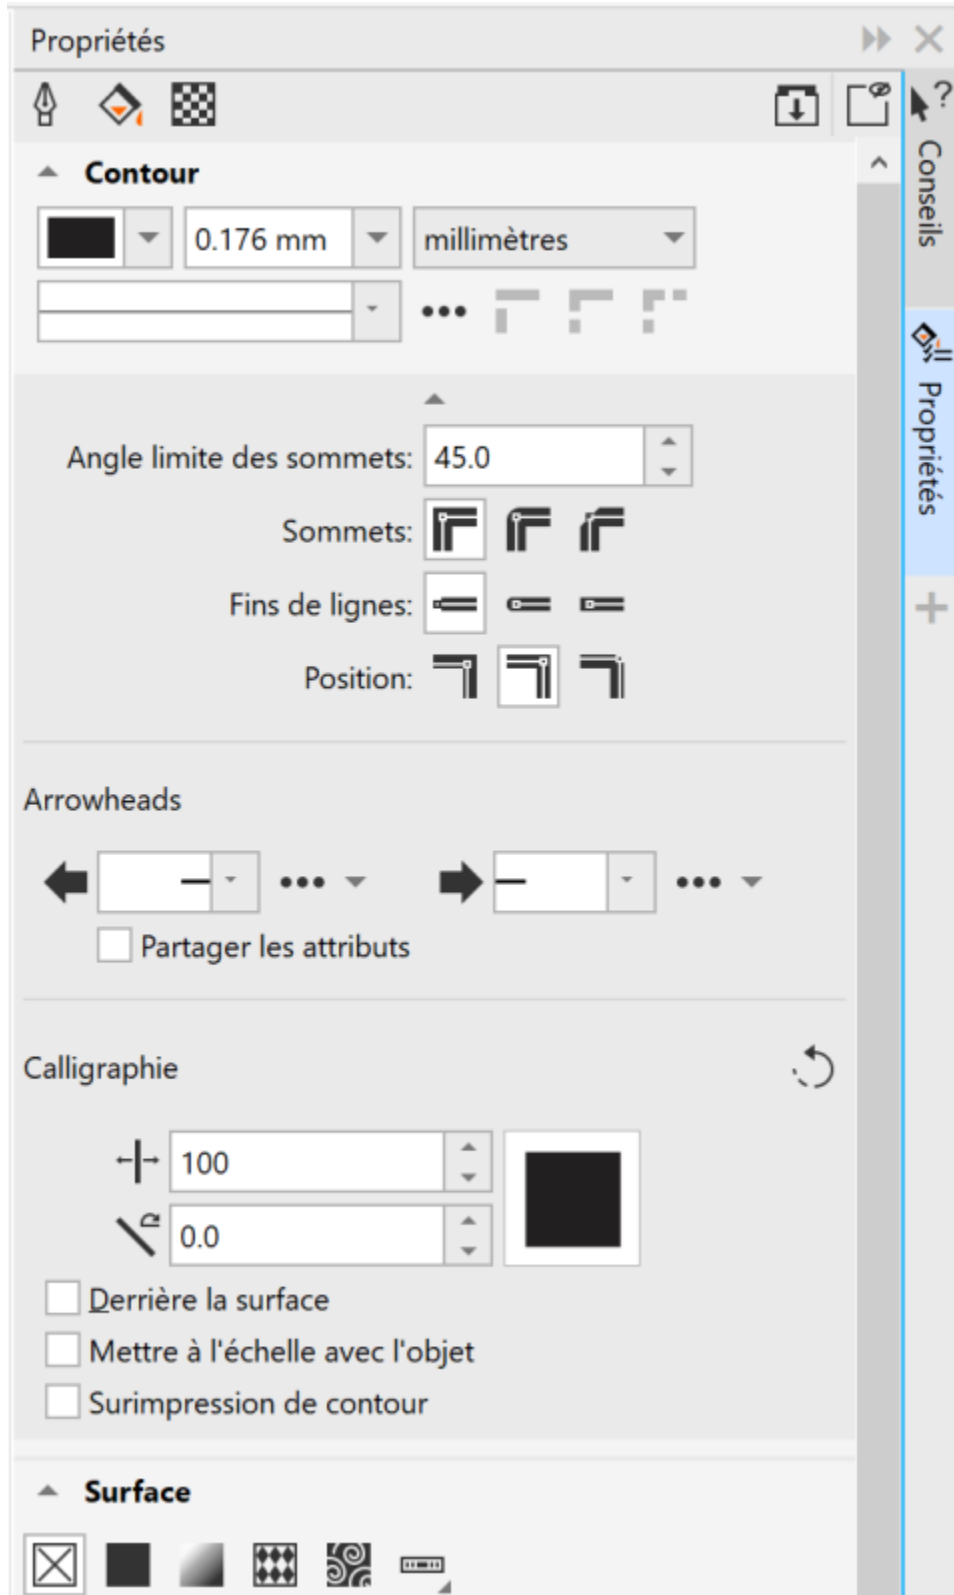 Propriétés
? Conseils
Propriétés
Contour
0.176 mm
millimètres
Angle limite des sommets: 45.0
Sommets:
Fins de lignes:
Position:
Arrowheads
Partager les attributs
Calligraphie
100
0.0
Derrière la surface
Mettre à l'échelle avec l'objet
Surimpression de contour
Surface